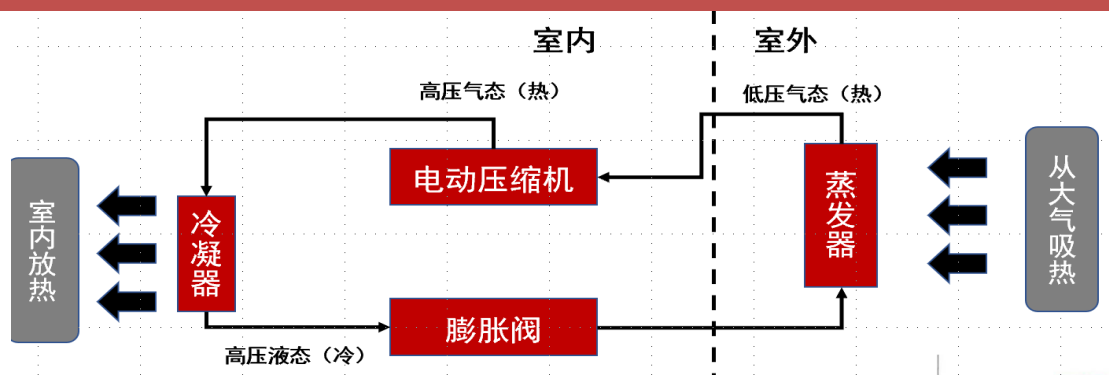 室内
室外
高压气态（热）
低压气态（热）
电动压缩机
蒸发器
从大气吸热
室内放热
冷凝器
膨胀阀
高压液态（冷）